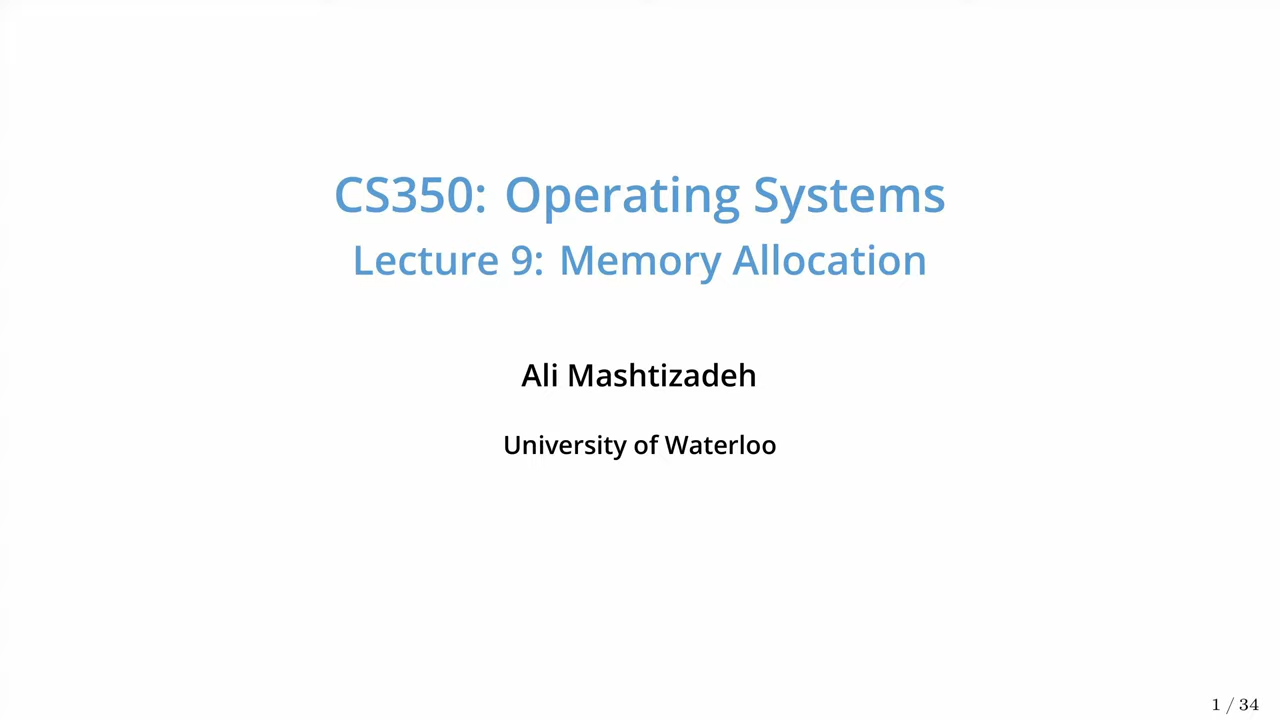 CS350: Operating Systems
Lecture 9: Memory Allocation
Ali Mashtizadeh
University of Waterloo
1 / 34